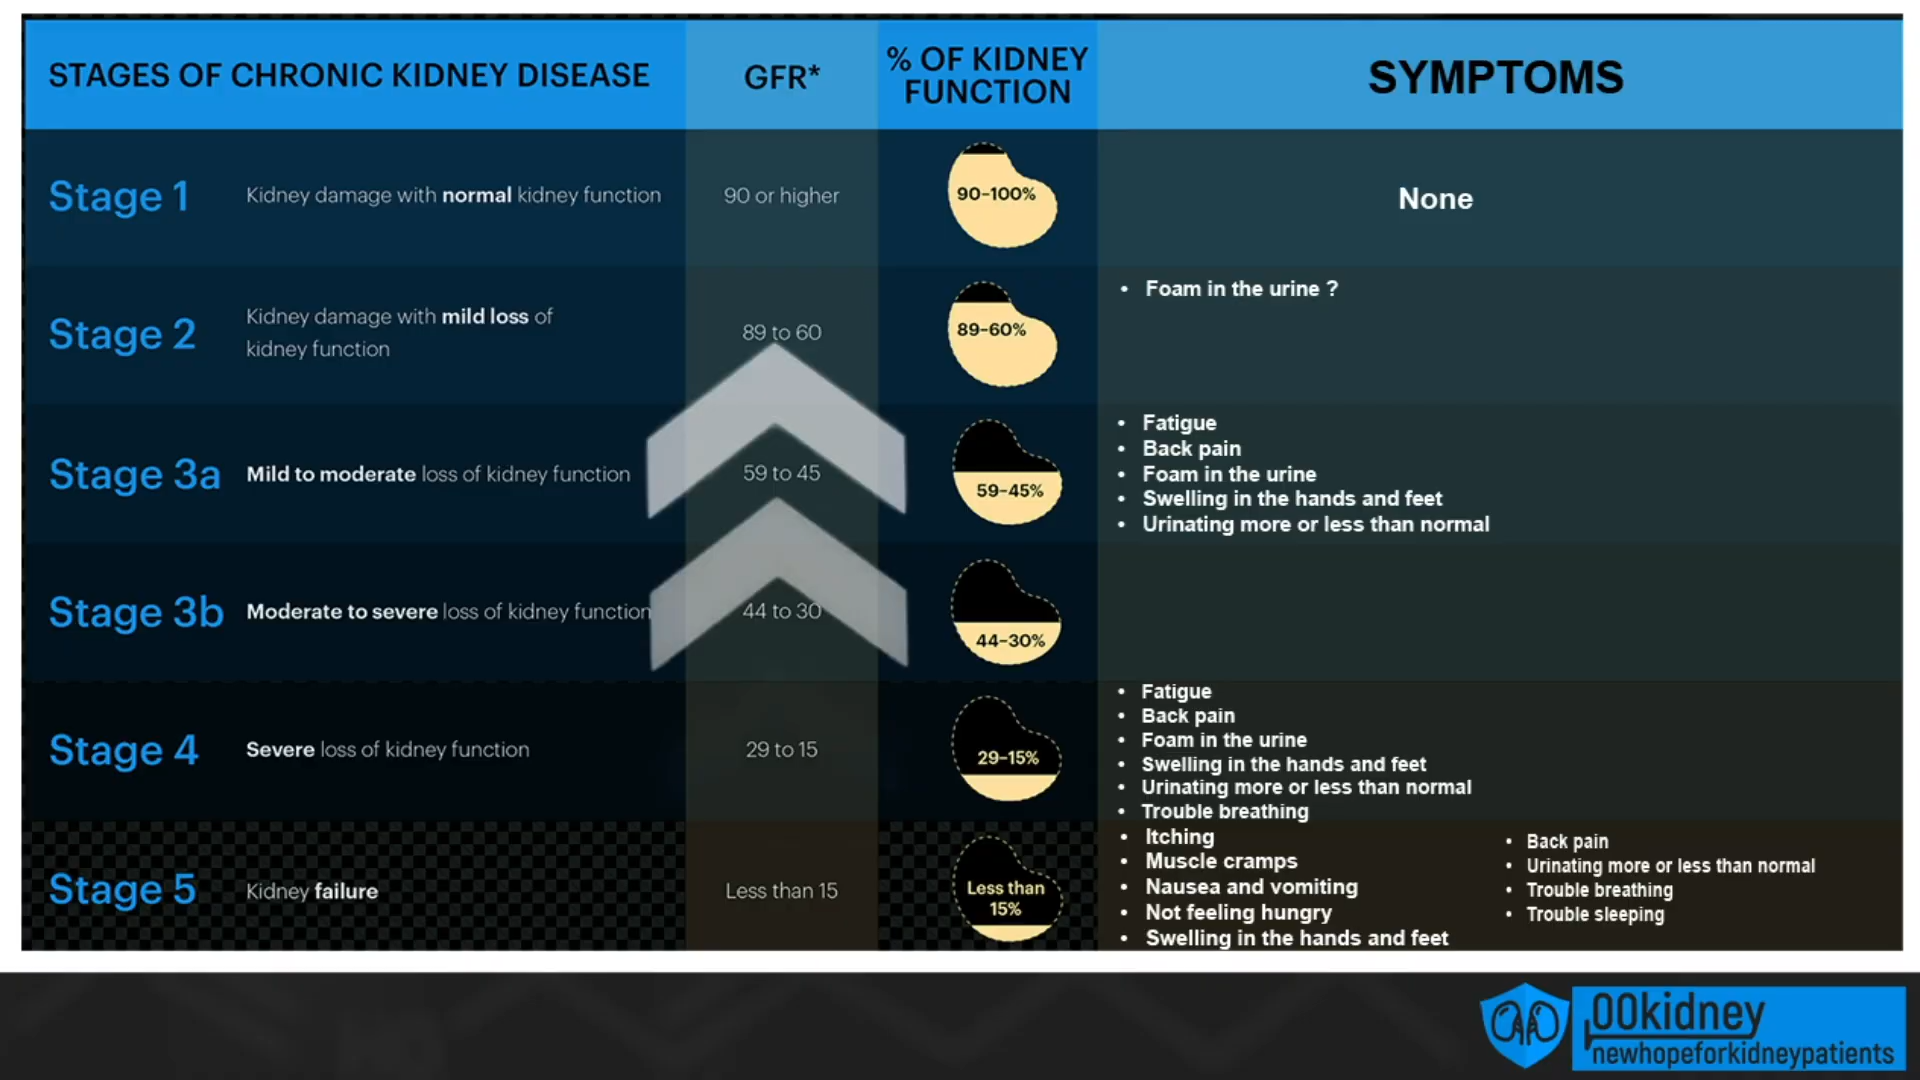 STAGES OF CHRONIC KIDNEY DISEASE
GFR*
% OF KIDNEY
FUNCTION
SYMPTOMS
Stage 1
Kidney damage with normal kidney function
90 or higher
90-100%
None
Stage 2
Kidney damage with mild loss of
kidney function
89 to 60
89-60%
• Foam in the urine ?
Stage 3a
Mild to moderate loss of kidney function
59 to 45
59-45%
• Fatigue
• Back pain
• Foam in the urine
• Swelling in the hands and feet
• Urinating more or less than normal
Stage 3b
Moderate to severe loss of kidney function
44 to 30
44-30%
Stage 4
Severe loss of kidney function
29 to 15
29-15%
• Fatigue
• Back pain
• Foam in the urine
• Swelling in the hands and feet
• Urinating more or less than normal
• Trouble breathing
Stage 5
Kidney failure
Less than 15
Less than
15%
• Itching
• Muscle cramps
• Nausea and vomiting
• Not feeling hungry
• Swelling in the hands and feet
• Back pain
• Urinating more or less than normal
• Trouble breathing
• Trouble sleeping
00kidney
newhopeforkidneypatients